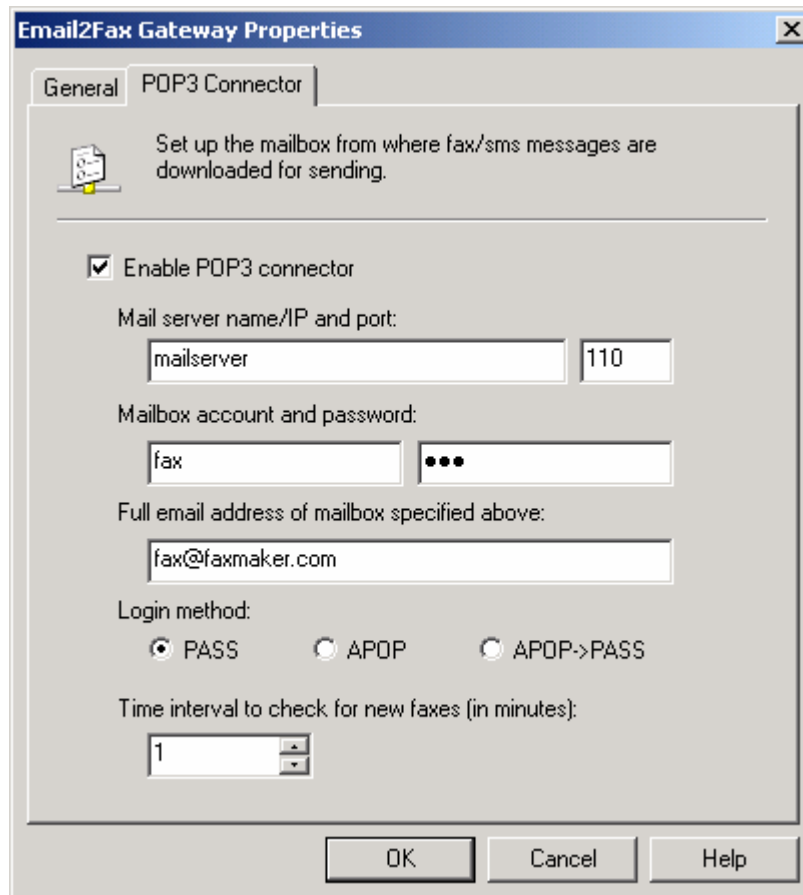 Email2Fax Gateway Properties
General POP3 Connector
Set up the mailbox from where fax/sms messages are
downloaded for sending.
Enable POP3 connector
Mail server name/IP and port:
mailserver 110
Mailbox account and password:
fax ●●●
Full email address of mailbox specified above:
fax@faxmaker.com
Login method:
PASS APOP APOP->PASS
Time interval to check for new faxes (in minutes):
1
OK Cancel Help